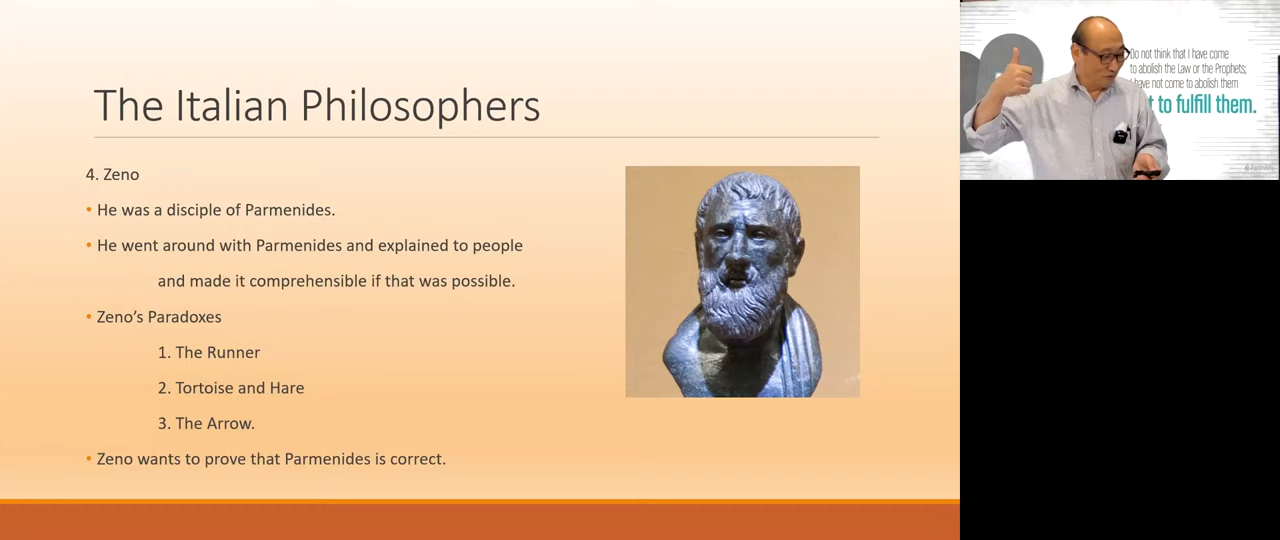 The Italian Philosophers
4. Zeno
• He was a disciple of Parmenides.
• He went around with Parmenides and explained to people
and made it comprehensible if that was possible.
• Zeno’s Paradoxes
1. The Runner
2. Tortoise and Hare
3. The Arrow.
• Zeno wants to prove that Parmenides is correct.
Do not think that I have come
to abolish the Law or the Prophets;
have not come to abolish them
to fulfill them.